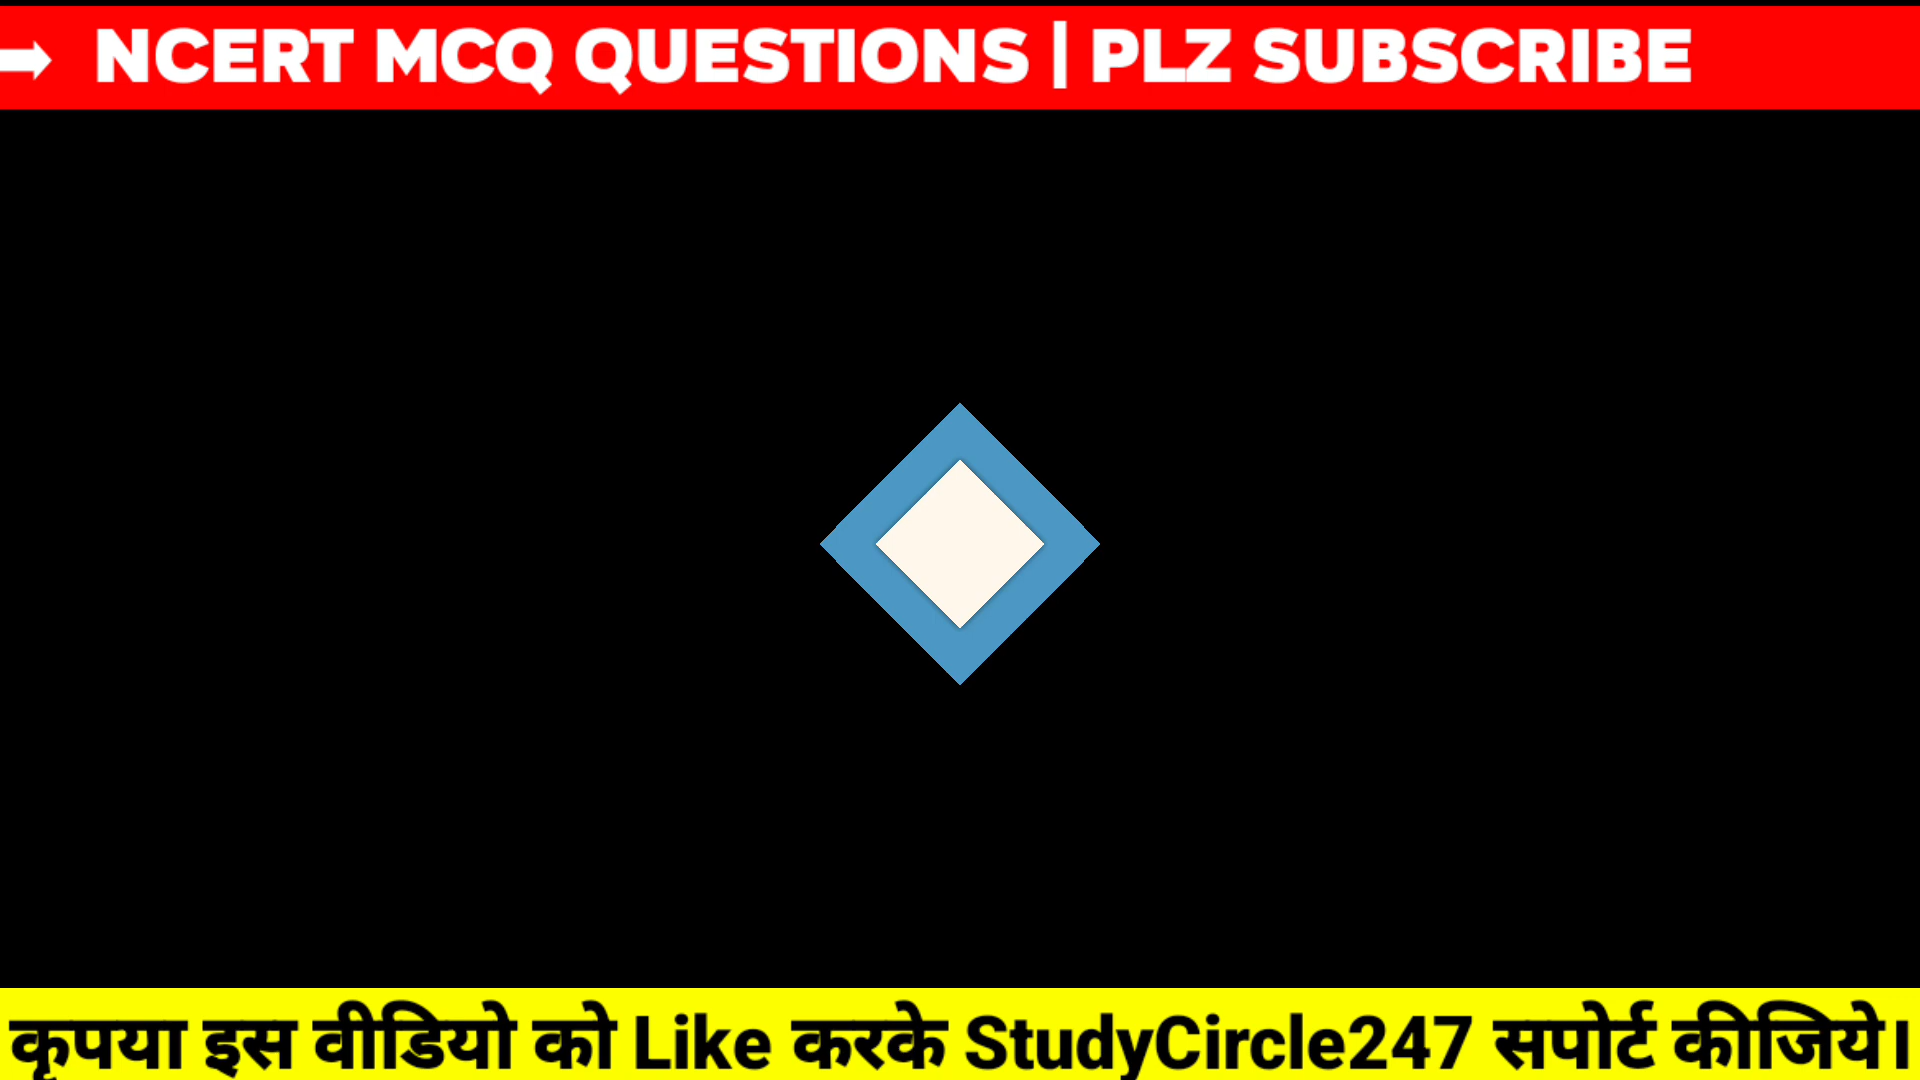 ➡ NCERT MCQ QUESTIONS | PLZ SUBSCRIBE
कृपया इस वीडियो को Like करके StudyCircle247 सपोर्ट कीजिये।